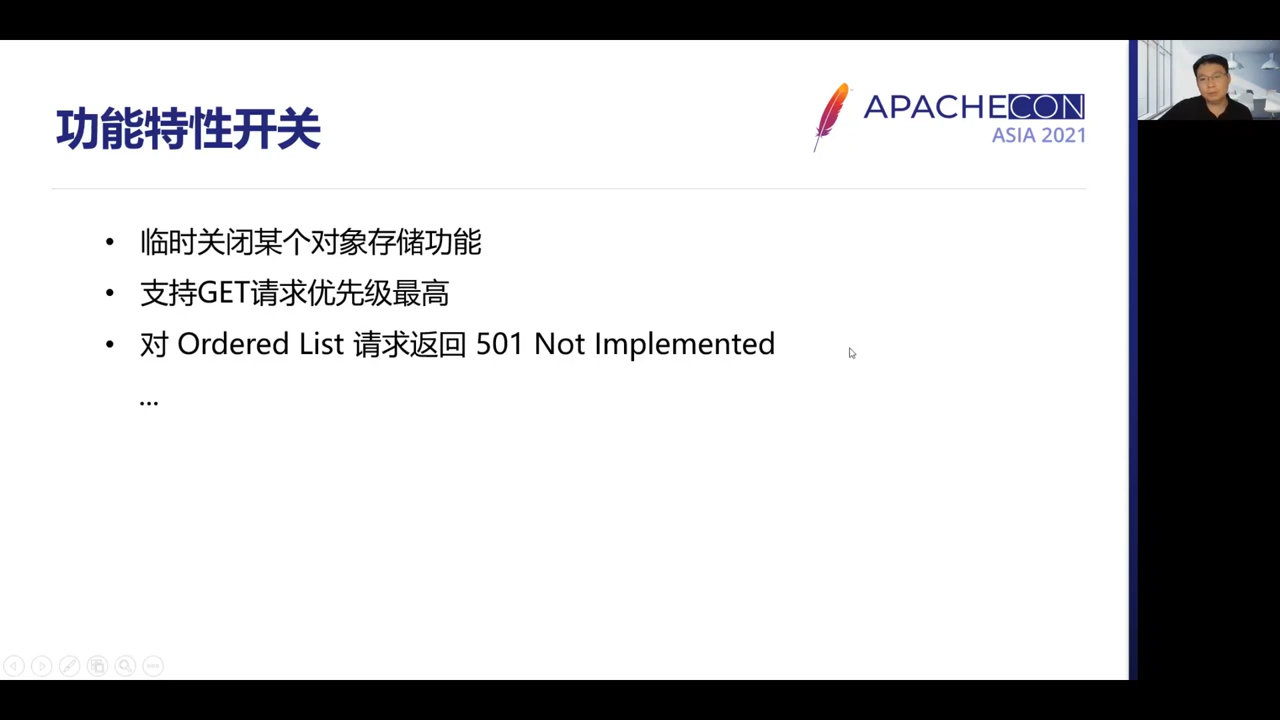 功能特性开关
APACHECON
ASIA 2021
• 临时关闭某个对象存储功能
• 支持GET请求优先级最高
• 对 Ordered List 请求返回 501 Not Implemented
...